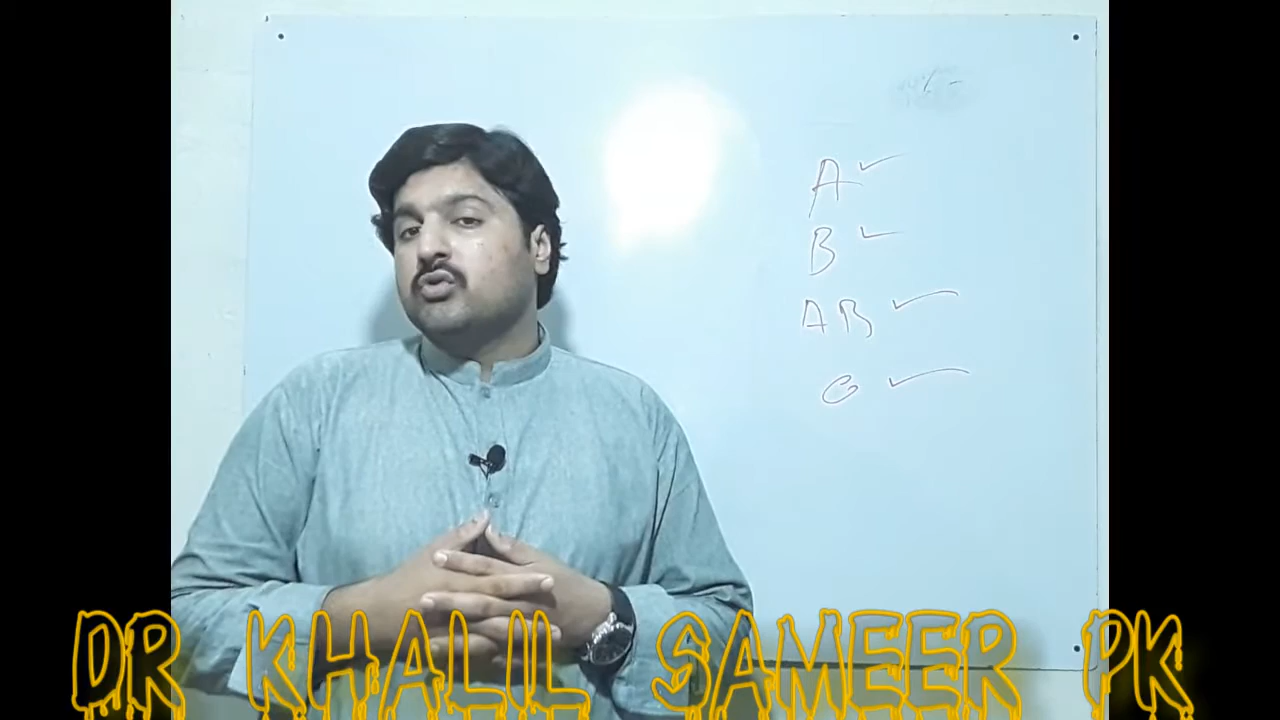 A ✓
B ✓
AB ✓
O ✓
DR KHALIL SAMEER PK